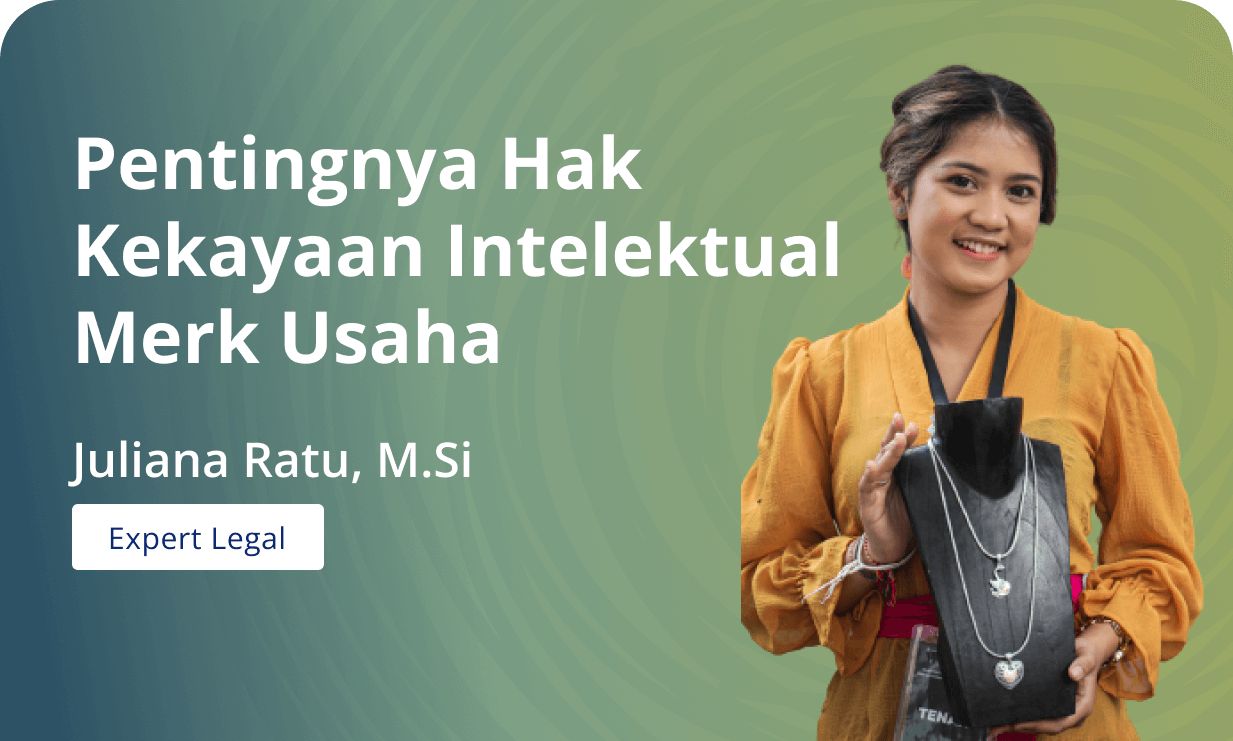 Pentingnya Hak
Kekayaan Intelektual
Merk Usaha
Juliana Ratu, M.Si
Expert Legal